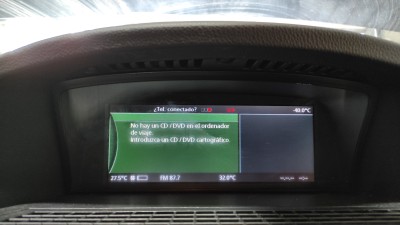 ¿Tel. conectado? -40.0°C
No hay un CD / DVD en el ordenador
de viaje.
Introduzca un CD / DVD cartográfico
27.5°C FM 87.7 32.0°C